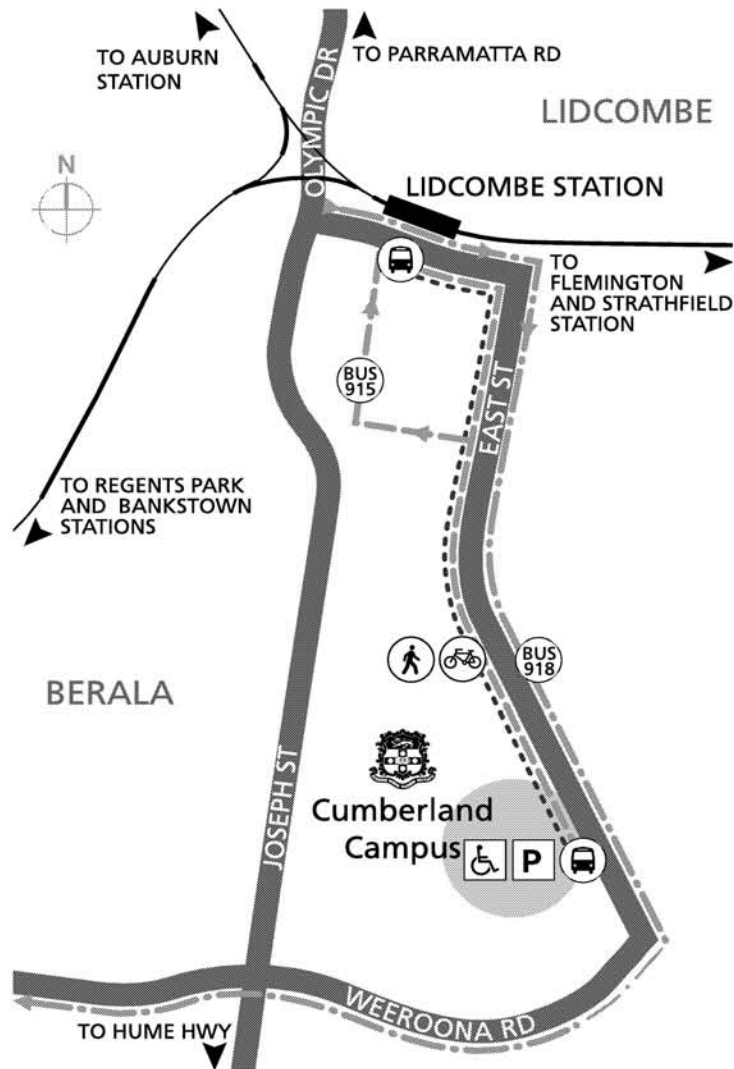 TO AUBURN
STATION
TO PARRAMATTA RD
OLYMPIC DR
LIDCOMBE
N
LIDCOMBE STATION
TO
FLEMINGTON
AND STRATHFIELD
STATION
BUS
915
EAST ST
TO REGENTS PARK
AND BANKSTOWN
STATIONS
BUS
918
BERALA
JOSEPH ST
Cumberland
Campus
P
WEEROONA RD
TO HUME HWY